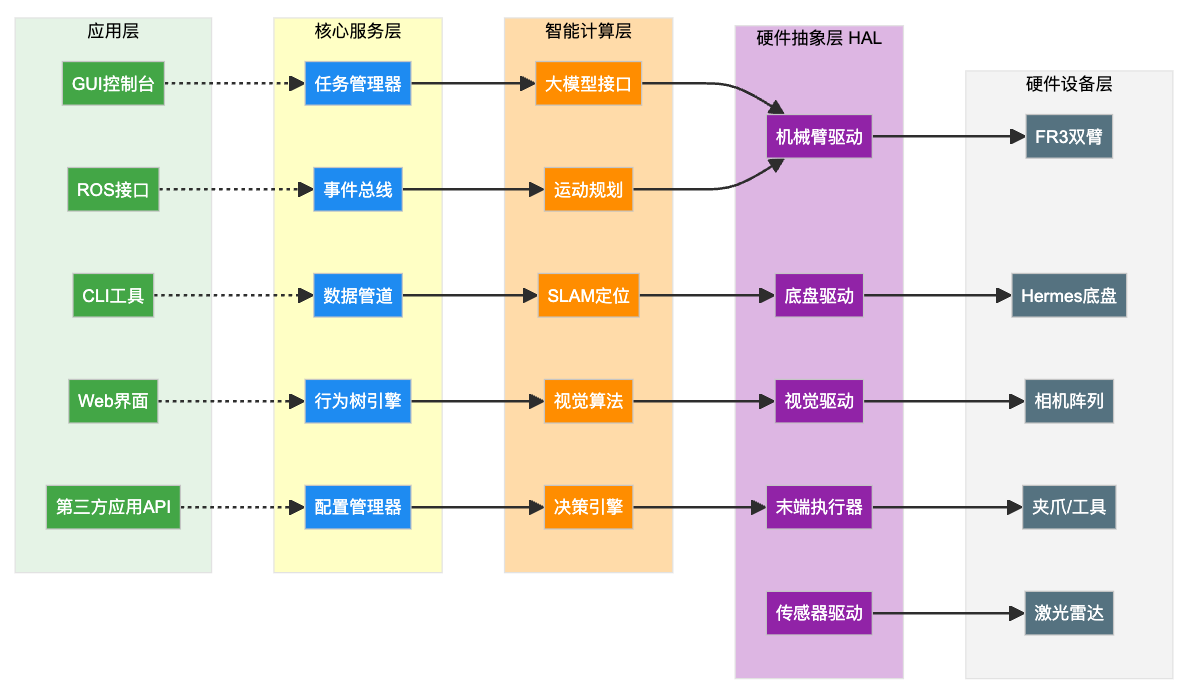 应用层
GUI控制台
ROS接口
CLI工具
Web界面
第三方应用API
核心服务层
任务管理器
事件总线
数据管道
行为树引擎
配置管理器
智能计算层
大模型接口
运动规划
SLAM定位
视觉算法
决策引擎
硬件抽象层 HAL
机械臂驱动
底盘驱动
视觉驱动
末端执行器
传感器驱动
硬件设备层
FR3双臂
Hermes底盘
相机阵列
夹爪/工具
激光雷达